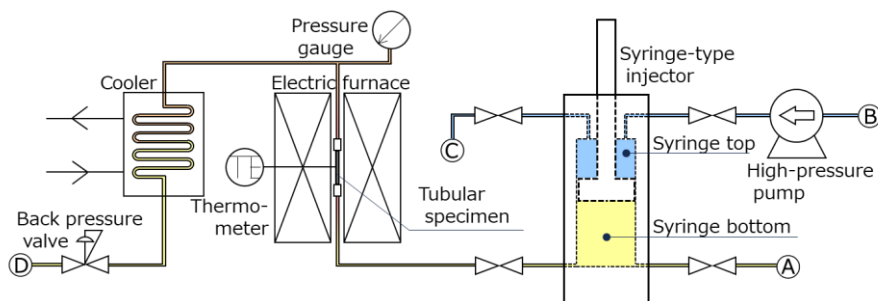 Pressure
gauge
Cooler
Electric furnace
Syringe-type
injector
B
C
Syringe top
High-pressure
pump
TE
Thermo-
meter
Tubular
specimen
Back pressure
valve
Syringe bottom
D
A